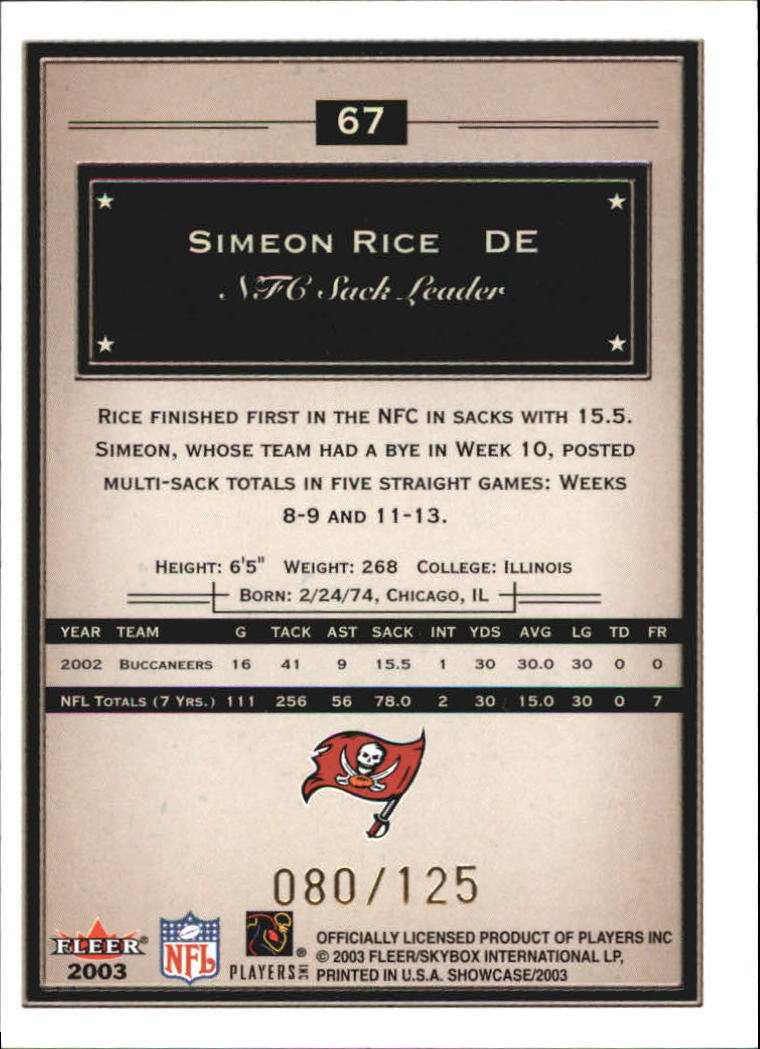 67
SIMEON RICE DE
NFC Sack Leader
RICE FINISHED FIRST IN THE NFC IN SACKS WITH 15.5.
SIMEON, WHOSE TEAM HAD A BYE IN WEEK 10, POSTED
MULTI-SACK TOTALS IN FIVE STRAIGHT GAMES: WEEKS
8-9 AND 11-13.
HEIGHT: 6'5" WEIGHT: 268 COLLEGE: ILLINOIS
BORN: 2/24/74, CHICAGO, IL
YEAR TEAM G TACK AST SACK INT YDS AVG LG TD FR
2002 BUCCANEERS 16 41 9 15.5 1 30 30.0 30 0 0
NFL TOTALS (7 YRS.) 111 256 56 78.0 2 30 15.0 30 0 7
080/125
FLEER®
2003
NFL
PLAYERS INC ®
OFFICIALLY LICENSED PRODUCT OF PLAYERS INC
© 2003 FLEER/SKYBOX INTERNATIONAL LP,
PRINTED IN U.S.A. SHOWCASE/2003